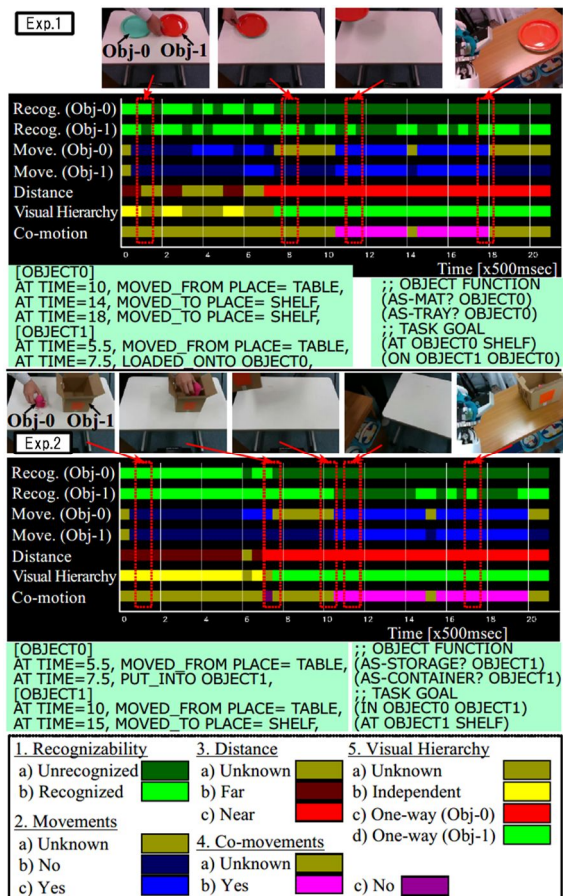 Exp.1
Obj-0 Obj-1
Recog. (Obj-0)
Recog. (Obj-1)
Move. (Obj-0)
Move. (Obj-1)
Distance
Visual Hierarchy
Co-motion
0 2 4 6 8 10 12 14 16 18 20
Time [x500msec]
[OBJECT0]
AT TIME=10, MOVED_FROM PLACE= TABLE,
AT TIME=14, MOVED_TO PLACE= SHELF,
AT TIME=18, MOVED_TO PLACE= SHELF,
[OBJECT1]
AT TIME=5.5, MOVED_FROM PLACE= TABLE,
AT TIME=7.5, LOADED_ONTO OBJECT0,
;; OBJECT FUNCTION
(AS-MAT? OBJECT0)
(AS-TRAY? OBJECT0)
;; TASK GOAL
(AT OBJECT0 SHELF)
(ON OBJECT1 OBJECT0)
Obj-0 Obj-1
Exp.2
Recog. (Obj-0)
Recog. (Obj-1)
Move. (Obj-0)
Move. (Obj-1)
Distance
Visual Hierarchy
Co-motion
0 2 4 6 8 10 12 14 16 18 20
Time [x500msec]
[OBJECT0]
AT TIME=5.5, MOVED_FROM PLACE= TABLE,
AT TIME=7.5, PUT_INTO OBJECT1,
[OBJECT1]
AT TIME=10, MOVED_FROM PLACE= TABLE,
AT TIME=15, MOVED_TO PLACE= SHELF,
;; OBJECT FUNCTION
(AS-STORAGE? OBJECT1)
(AS-CONTAINER? OBJECT1)
;; TASK GOAL
(IN OBJECT0 OBJECT1)
(AT OBJECT1 SHELF)
1. Recognizability
a) Unrecognized
b) Recognized
2. Movements
a) Unknown
b) No
c) Yes
3. Distance
a) Unknown
b) Far
c) Near
4. Co-movements
a) Unknown
b) Yes
c) No
5. Visual Hierarchy
a) Unknown
b) Independent
c) One-way (Obj-0)
d) One-way (Obj-1)